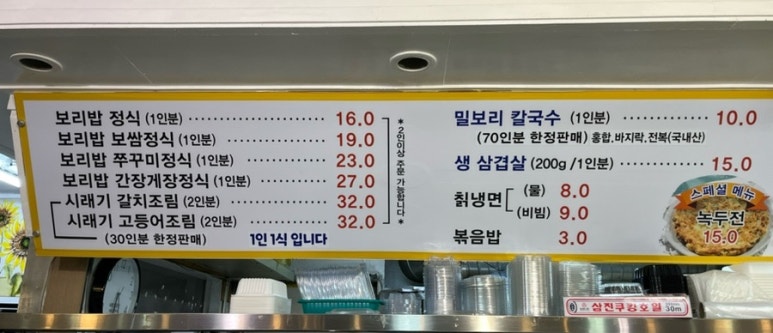 보리밥 정식 (1인분) 16.0
보리밥 보쌈정식 (1인분) 19.0
보리밥 쭈꾸미정식 (1인분) 23.0
보리밥 간장게장정식 (1인분) 27.0
시래기 갈치조림 (2인분) 32.0
시래기 고등어조림 (2인분) 32.0
(30인분 한정판매) 1인 1식 입니다
*2인이상 주문 가능합니다*
밀보리 칼국수 (1인분) 10.0
(70인분 한정판매) 홍합.바지락.전복(국내산)
생 삼겹살 (200g /1인분) 15.0
칡냉면 (물) 8.0
(비빔) 9.0
볶음밥 3.0
스페셜 메뉴
녹두전
15.0
삼진쿠킹호일
30m